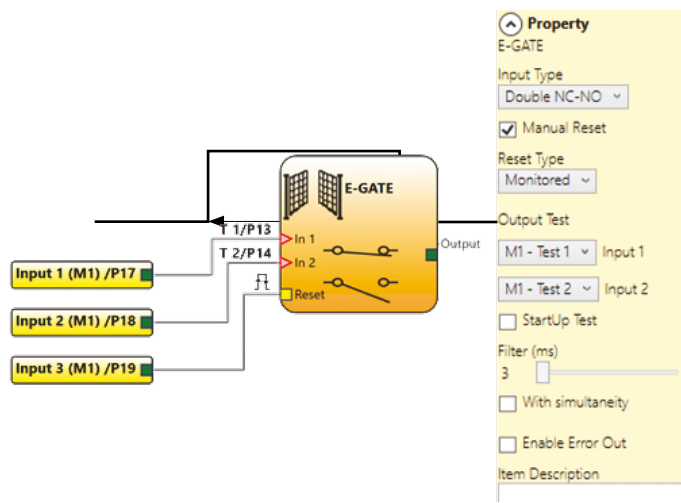 E-GATE
T 1/P13
In 1
T 2/P14
In 2
Reset
Output
Input 1 (M1) /P17
Input 2 (M1) /P18
Input 3 (M1) /P19
Property
E-GATE
Input Type
Double NC-NO
Manual Reset
Reset Type
Monitored
Output Test
M1 - Test 1 Input 1
M1 - Test 2 Input 2
StartUp Test
Filter (ms)
3
With simultaneity
Enable Error Out
Item Description